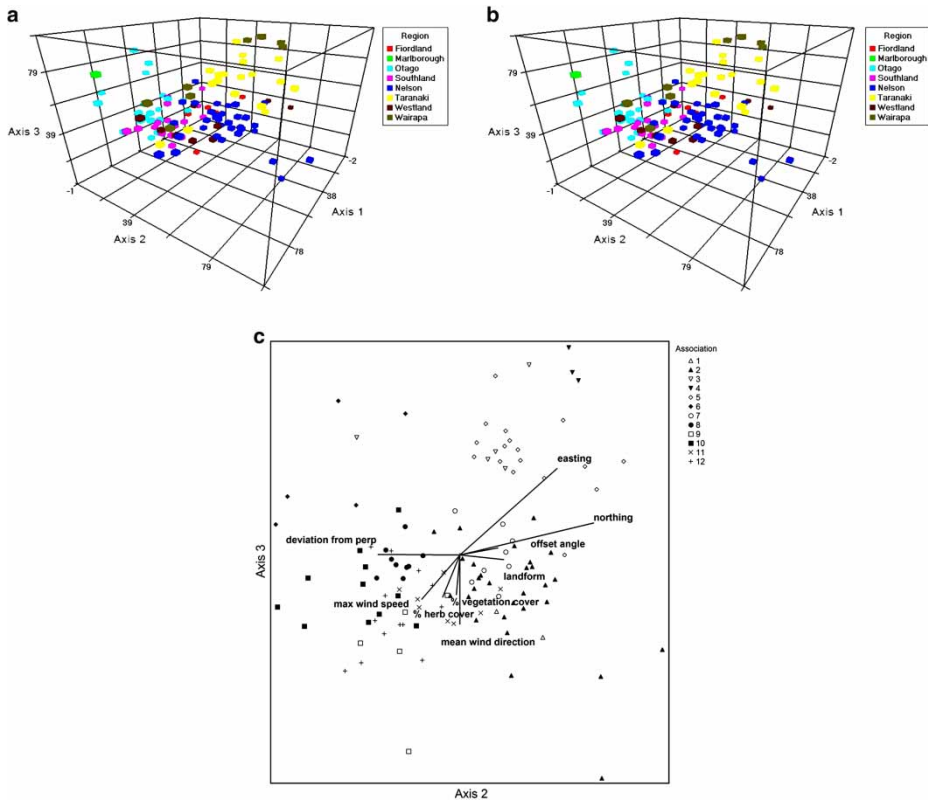 a
Region
Fiordland
Marlborough
Otago
Southland
Nelson
Taranaki
Westland
Wairapa
79
Axis 3
39
-1
39
Axis 2
79
78
38
-2
Axis 1
b
Region
Fiordland
Marlborough
Otago
Southland
Nelson
Taranaki
Westland
Wairapa
79
Axis 3
39
-1
39
Axis 2
79
78
38
-2
Axis 1
c
Association
1
2
3
4
5
6
7
8
9
10
11
12
easting
northing
deviation from perp
offset angle
landform
max wind speed
% vegetation cover
% herb cover
mean wind direction
Axis 3
Axis 2